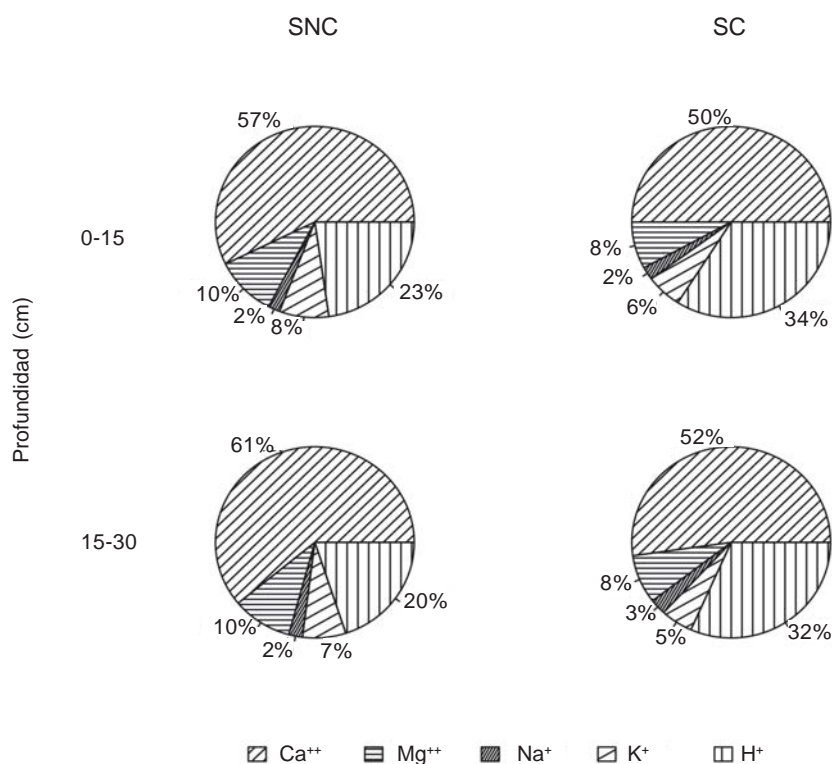 SNC SC
57% 50%
0-15
10% 2% 8% 23%
8% 2% 6% 34%
Profundidad (cm)
61% 52%
15-30
10% 2% 7% 20%
8% 3% 5% 32%
Ca++ Mg++ Na+ K+ H+